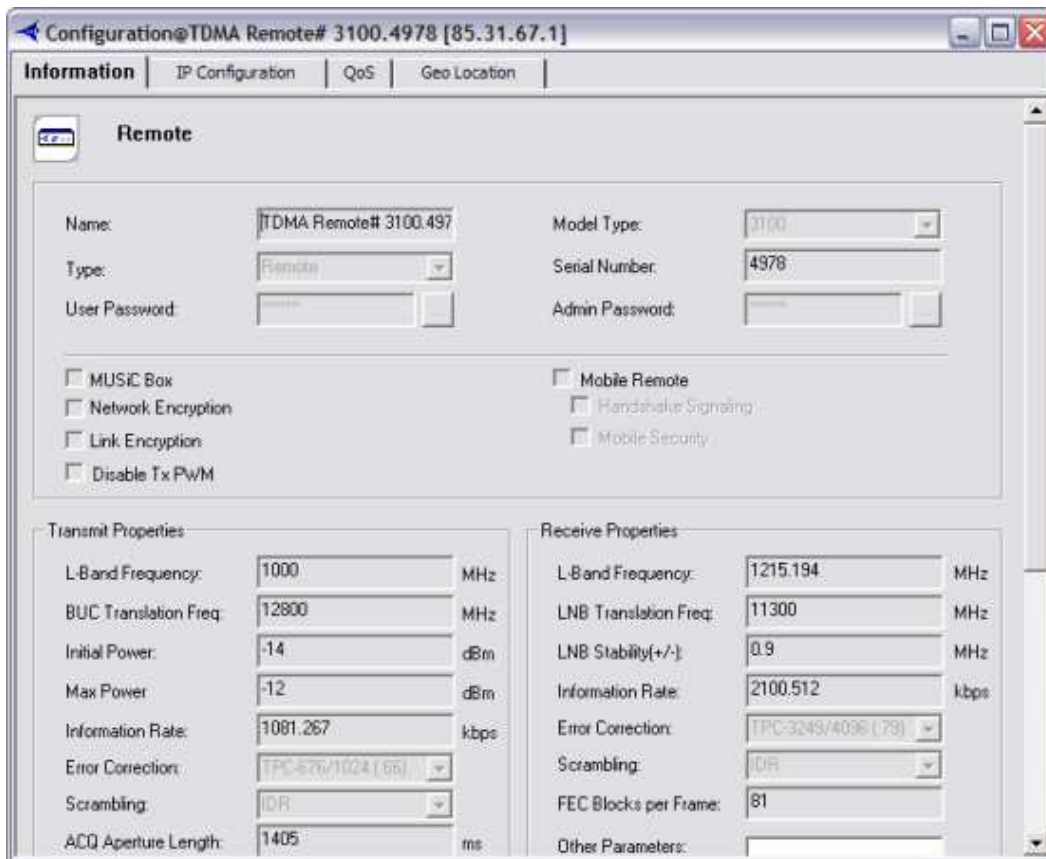 Configuration@TDMA Remote# 3100.4978 [85.31.67.1]
Information IP Configuration QoS Geo Location
Remote
Name: TDMA Remote# 3100.497 Model Type: 3100
Type: Remote Serial Number: 4978
User Password: Admin Password:
MUSiC Box Mobile Remote
Network Encryption Handshake Signaling
Link Encryption Mobile Security
Disable Tx PWM
Transmit Properties Receive Properties
L-Band Frequency: 1000 MHz L-Band Frequency: 1215.194 MHz
BUC Translation Freq: 12800 MHz LNB Translation Freq: 11300 MHz
Initial Power: -14 dBm LNB Stability(+/-): 0.9 MHz
Max Power -12 dBm Information Rate: 2100.512 kbps
Information Rate: 1081.267 kbps Error Correction: TPC-3249/4096 (.79)
Error Correction: TPC-676/1024 (.66) Scrambling: IDR
Scrambling: IDR FEC Blocks per Frame: 81
ACQ Aperture Length: 1405 ms Other Parameters: